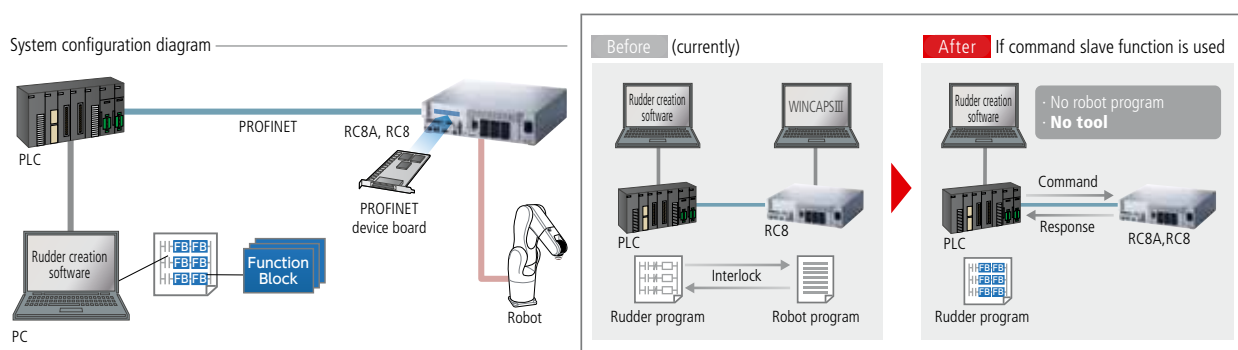 System configuration diagram
PLC
PROFINET
RC8A, RC8
PROFINET
device board
Rudder creation
software
PC
FB FB
FB FB
FB FB
Function
Block
Robot
Before (currently)
Rudder creation
software
WINCAPSⅢ
PLC
RC8
Interlock
Rudder program
Robot program
After If command slave function is used
Rudder creation
software
· No robot program
· No tool
Command
Response
PLC
RC8A,RC8
FB FB
FB FB
FB FB
Rudder program